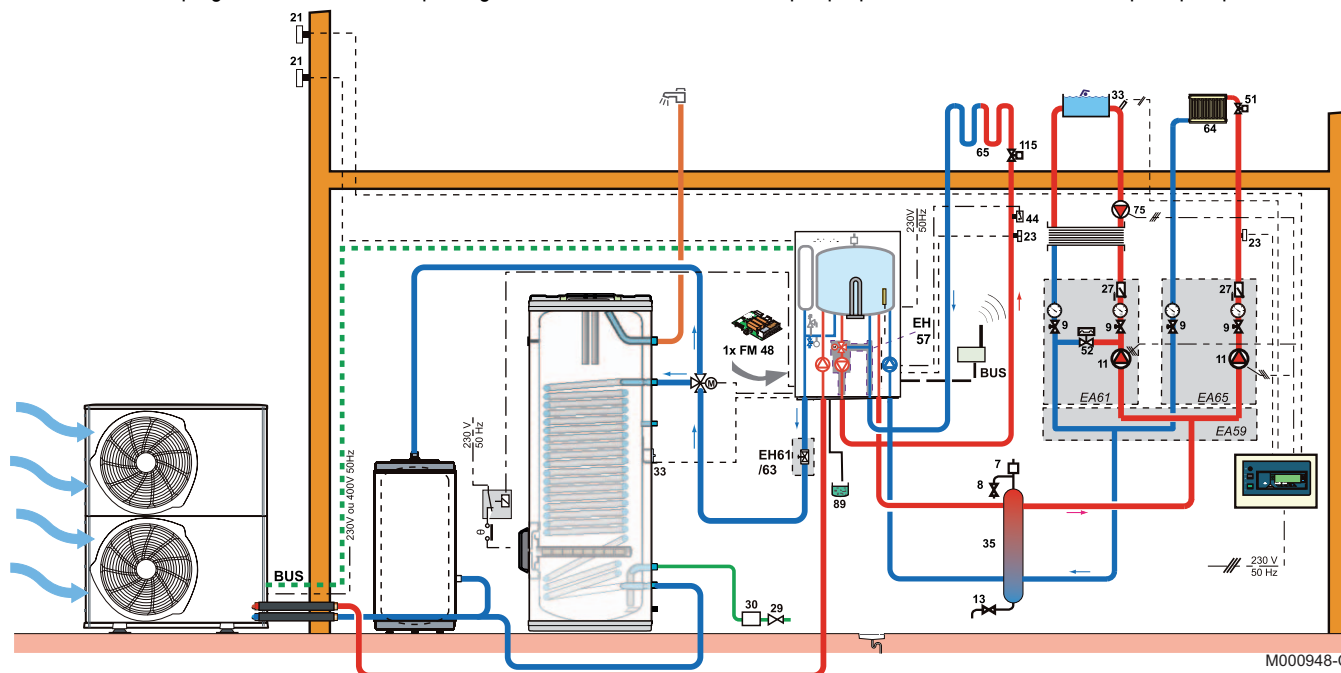 21
21
33
51
64
65
115
75
230V
50Hz
44
23
23
27
27
EH
57
1x FM 48
BUS
9
9
9
9
52
11
11
EA61
EA65
EA59
M
230 V
50 Hz
θ
33
EH61
/63
89
7
8
35
13
230V ou 400V 50Hz
BUS
30
29
230 V
50 Hz
M000948-